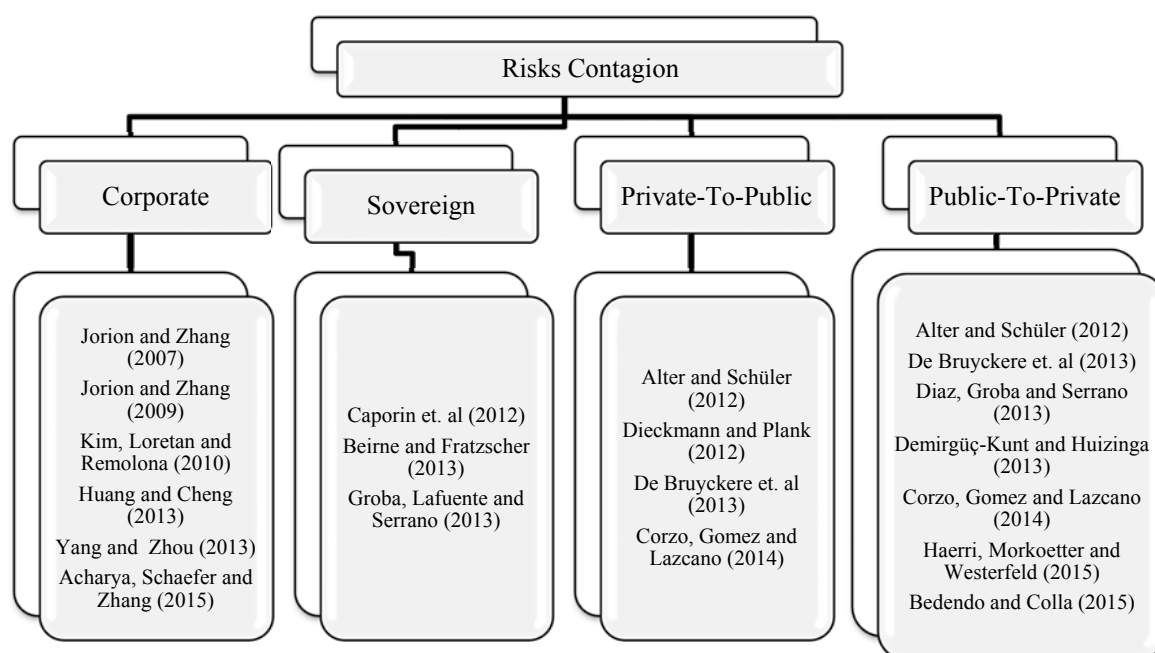 Risks Contagion
Corporate
Sovereign
Private-To-Public
Public-To-Private
Jorion and Zhang
(2007)
Jorion and Zhang
(2009)
Kim, Loretan and
Remolona (2010)
Huang and Cheng
(2013)
Yang and  Zhou (2013)
Acharya, Schaefer and
Zhang (2015)
Caporin et. al (2012)
Beirne and Fratzscher
(2013)
Groba, Lafuente and
Serrano (2013)
Alter and Schüler
(2012)
Dieckmann and Plank
(2012)
De Bruyckere et. al
(2013)
Corzo, Gomez and
Lazcano (2014)
Alter and Schüler (2012)
De Bruyckere et. al (2013)
Diaz, Groba and Serrano
(2013)
Demirgüç-Kunt and Huizinga
(2013)
Corzo, Gomez and Lazcano
(2014)
Haerri, Morkoetter and
Westerfeld (2015)
Bedendo and Colla (2015)